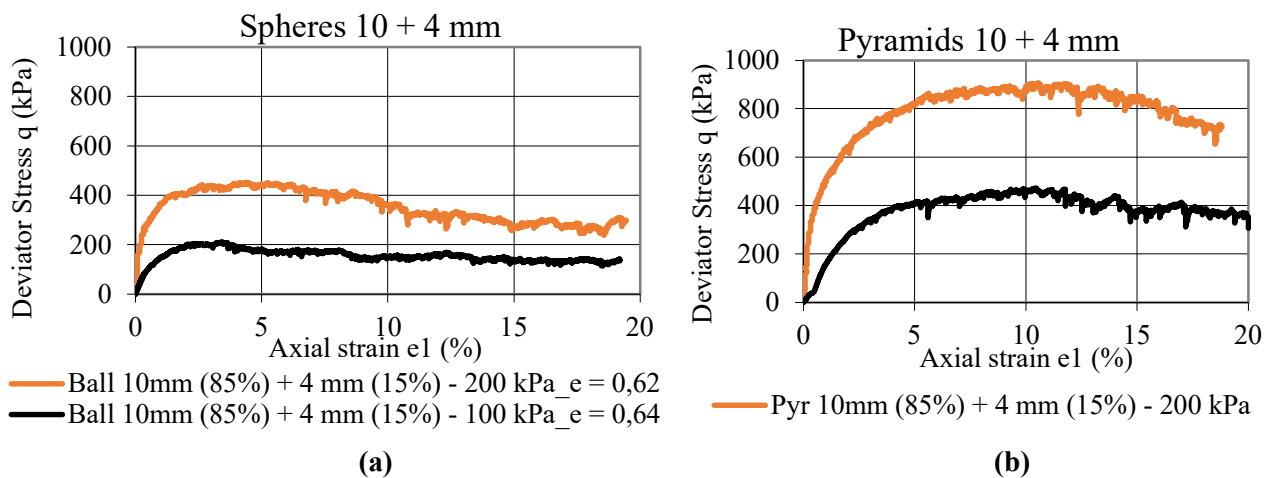 Spheres 10 + 4 mm
1000
800
600
400
200
0
Deviator Stress q (kPa)
0
5
10
15
20
Axial strain e1 (%)
Ball 10mm (85%) + 4 mm (15%) - 200 kPa_e = 0,62
Ball 10mm (85%) + 4 mm (15%) - 100 kPa_e = 0,64
(a)
Pyramids 10 + 4 mm
1000
800
600
400
200
0
Deviator Stress q (kPa)
0
5
10
15
20
Axial strain e1 (%)
Pyr 10mm (85%) + 4 mm (15%) - 200 kPa
(b)